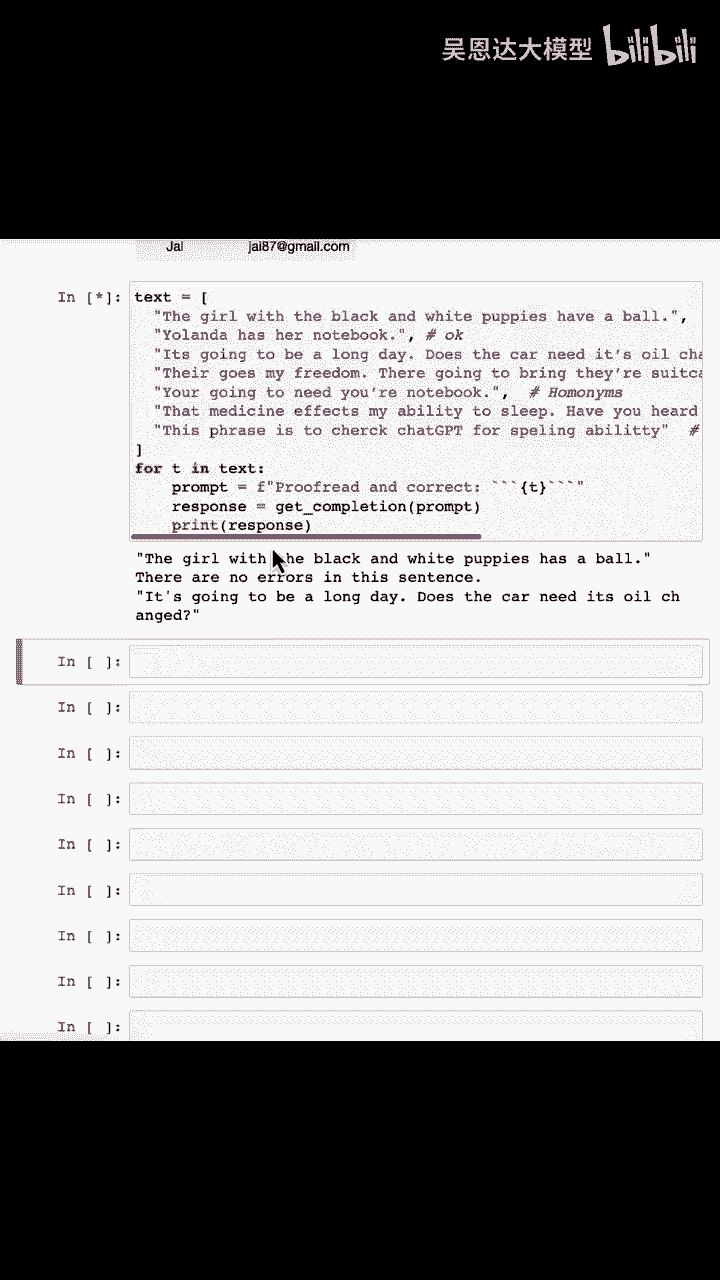 吴恩达大模型 bilibili
Jai jai87@gmail.com
In [*]: text = [
"The girl with the black and white puppies have a ball.",
"Yolanda has her notebook.", # ok
"Its going to be a long day. Does the car need it's oil cha
"Their goes my freedom. There going to bring they're suitca
"Your going to need you're notebook.", # Homonyms
"That medicine effects my ability to sleep. Have you heard
"This phrase is to cherck chatGPT for speling abilitty" #
]
for t in text:
prompt = f"Proofread and correct: ```{t}```"
response = get_completion(prompt)
print(response)
"The girl with the black and white puppies has a ball."
There are no errors in this sentence.
"It's going to be a long day. Does the car need its oil ch
anged?"
In [ ]:
In [ ]:
In [ ]:
In [ ]:
In [ ]:
In [ ]:
In [ ]:
In [ ]:
In [ ]: